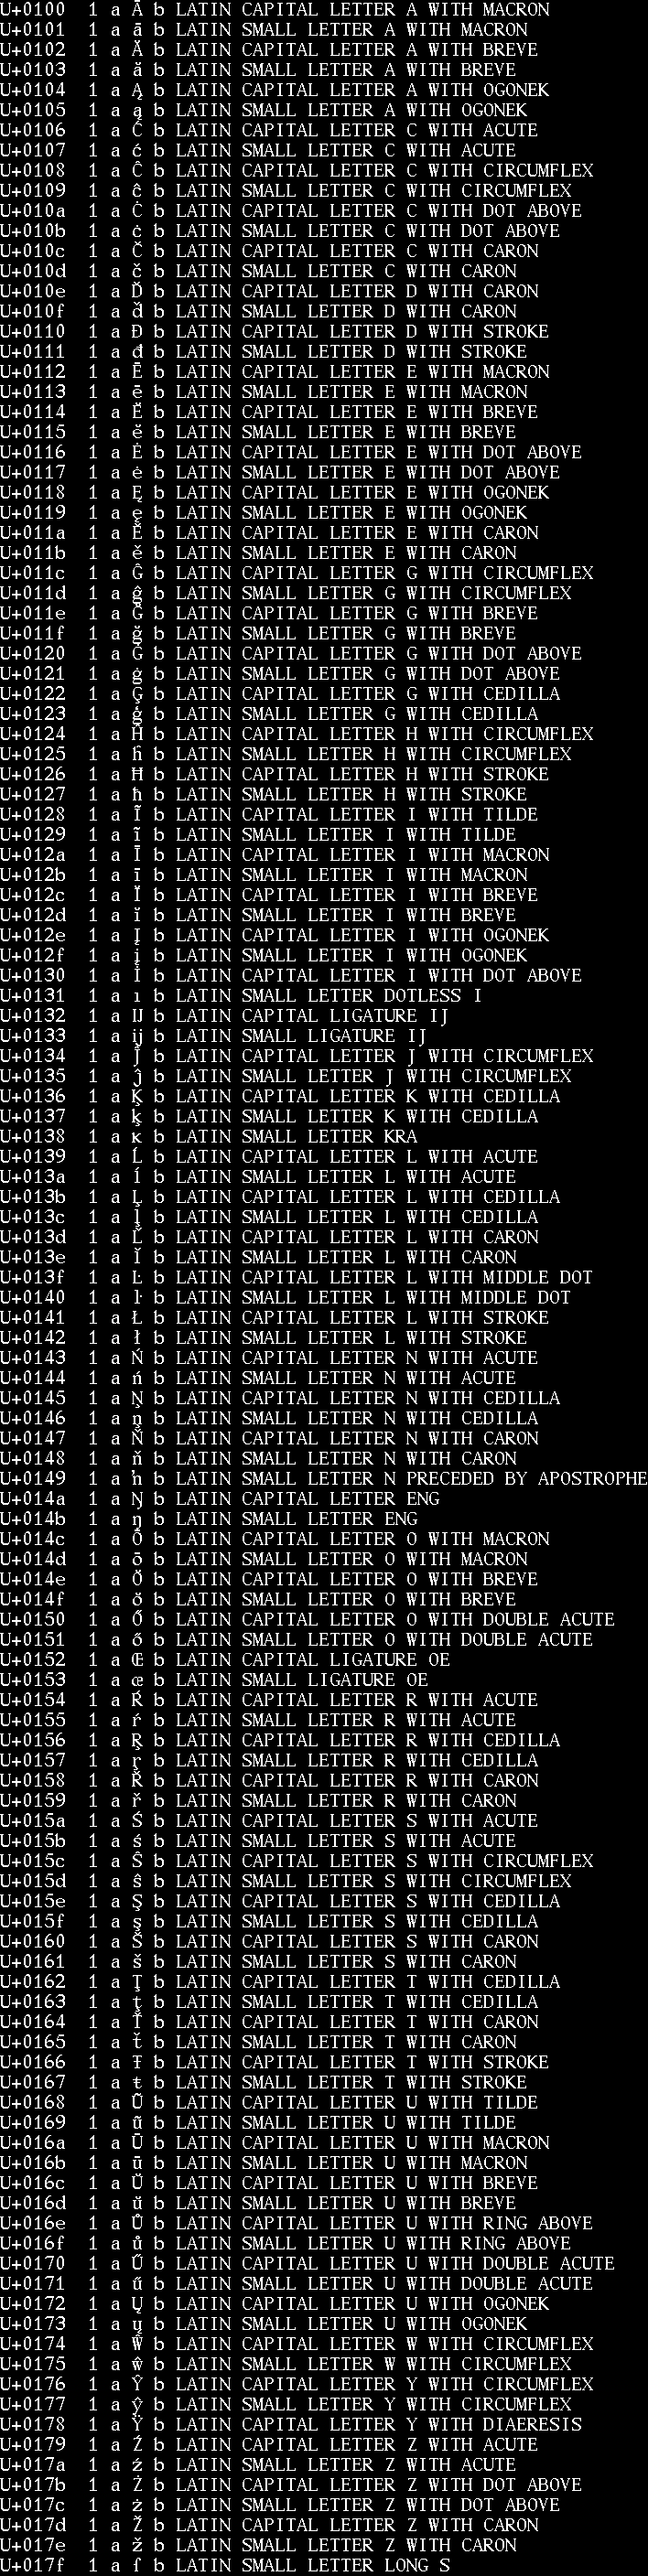 U+0100 1 a Ā b LATIN CAPITAL LETTER A WITH MACRON
U+0101 1 a ā b LATIN SMALL LETTER A WITH MACRON
U+0102 1 a Ă b LATIN CAPITAL LETTER A WITH BREVE
U+0103 1 a ă b LATIN SMALL LETTER A WITH BREVE
U+0104 1 a Ą b LATIN CAPITAL LETTER A WITH OGONEK
U+0105 1 a ą b LATIN SMALL LETTER A WITH OGONEK
U+0106 1 a Ć b LATIN CAPITAL LETTER C WITH ACUTE
U+0107 1 a ć b LATIN SMALL LETTER C WITH ACUTE
U+0108 1 a Ĉ b LATIN CAPITAL LETTER C WITH CIRCUMFLEX
U+0109 1 a ĉ b LATIN SMALL LETTER C WITH CIRCUMFLEX
U+010a 1 a Ċ b LATIN CAPITAL LETTER C WITH DOT ABOVE
U+010b 1 a ċ b LATIN SMALL LETTER C WITH DOT ABOVE
U+010c 1 a Č b LATIN CAPITAL LETTER C WITH CARON
U+010d 1 a č b LATIN SMALL LETTER C WITH CARON
U+010e 1 a Ď b LATIN CAPITAL LETTER D WITH CARON
U+010f 1 a ď b LATIN SMALL LETTER D WITH CARON
U+0110 1 a Đ b LATIN CAPITAL LETTER D WITH STROKE
U+0111 1 a đ b LATIN SMALL LETTER D WITH STROKE
U+0112 1 a Ē b LATIN CAPITAL LETTER E WITH MACRON
U+0113 1 a ē b LATIN SMALL LETTER E WITH MACRON
U+0114 1 a Ĕ b LATIN CAPITAL LETTER E WITH BREVE
U+0115 1 a ĕ b LATIN SMALL LETTER E WITH BREVE
U+0116 1 a Ė b LATIN CAPITAL LETTER E WITH DOT ABOVE
U+0117 1 a ė b LATIN SMALL LETTER E WITH DOT ABOVE
U+0118 1 a Ę b LATIN CAPITAL LETTER E WITH OGONEK
U+0119 1 a ę b LATIN SMALL LETTER E WITH OGONEK
U+011a 1 a Ě b LATIN CAPITAL LETTER E WITH CARON
U+011b 1 a ě b LATIN SMALL LETTER E WITH CARON
U+011c 1 a Ĝ b LATIN CAPITAL LETTER G WITH CIRCUMFLEX
U+011d 1 a ĝ b LATIN SMALL LETTER G WITH CIRCUMFLEX
U+011e 1 a Ğ b LATIN CAPITAL LETTER G WITH BREVE
U+011f 1 a ğ b LATIN SMALL LETTER G WITH BREVE
U+0120 1 a Ġ b LATIN CAPITAL LETTER G WITH DOT ABOVE
U+0121 1 a ġ b LATIN SMALL LETTER G WITH DOT ABOVE
U+0122 1 a Ģ b LATIN CAPITAL LETTER G WITH CEDILLA
U+0123 1 a ģ b LATIN SMALL LETTER G WITH CEDILLA
U+0124 1 a Ĥ b LATIN CAPITAL LETTER H WITH CIRCUMFLEX
U+0125 1 a ĥ b LATIN SMALL LETTER H WITH CIRCUMFLEX
U+0126 1 a Ħ b LATIN CAPITAL LETTER H WITH STROKE
U+0127 1 a ħ b LATIN SMALL LETTER H WITH STROKE
U+0128 1 a Ĩ b LATIN CAPITAL LETTER I WITH TILDE
U+0129 1 a ĩ b LATIN SMALL LETTER I WITH TILDE
U+012a 1 a Ī b LATIN CAPITAL LETTER I WITH MACRON
U+012b 1 a ī b LATIN SMALL LETTER I WITH MACRON
U+012c 1 a Ĭ b LATIN CAPITAL LETTER I WITH BREVE
U+012d 1 a ĭ b LATIN SMALL LETTER I WITH BREVE
U+012e 1 a Į b LATIN CAPITAL LETTER I WITH OGONEK
U+012f 1 a į b LATIN SMALL LETTER I WITH OGONEK
U+0130 1 a İ b LATIN CAPITAL LETTER I WITH DOT ABOVE
U+0131 1 a ı b LATIN SMALL LETTER DOTLESS I
U+0132 1 a Ĳ b LATIN CAPITAL LIGATURE IJ
U+0133 1 a ĳ b LATIN SMALL LIGATURE IJ
U+0134 1 a Ĵ b LATIN CAPITAL LETTER J WITH CIRCUMFLEX
U+0135 1 a ĵ b LATIN SMALL LETTER J WITH CIRCUMFLEX
U+0136 1 a Ķ b LATIN CAPITAL LETTER K WITH CEDILLA
U+0137 1 a ķ b LATIN SMALL LETTER K WITH CEDILLA
U+0138 1 a ĸ b LATIN SMALL LETTER KRA
U+0139 1 a Ĺ b LATIN CAPITAL LETTER L WITH ACUTE
U+013a 1 a ĺ b LATIN SMALL LETTER L WITH ACUTE
U+013b 1 a Ļ b LATIN CAPITAL LETTER L WITH CEDILLA
U+013c 1 a ļ b LATIN SMALL LETTER L WITH CEDILLA
U+013d 1 a Ľ b LATIN CAPITAL LETTER L WITH CARON
U+013e 1 a ľ b LATIN SMALL LETTER L WITH CARON
U+013f 1 a Ŀ b LATIN CAPITAL LETTER L WITH MIDDLE DOT
U+0140 1 a ŀ b LATIN SMALL LETTER L WITH MIDDLE DOT
U+0141 1 a Ł b LATIN CAPITAL LETTER L WITH STROKE
U+0142 1 a ł b LATIN SMALL LETTER L WITH STROKE
U+0143 1 a Ń b LATIN CAPITAL LETTER N WITH ACUTE
U+0144 1 a ń b LATIN SMALL LETTER N WITH ACUTE
U+0145 1 a Ņ b LATIN CAPITAL LETTER N WITH CEDILLA
U+0146 1 a ņ b LATIN SMALL LETTER N WITH CEDILLA
U+0147 1 a Ň b LATIN CAPITAL LETTER N WITH CARON
U+0148 1 a ň b LATIN SMALL LETTER N WITH CARON
U+0149 1 a ŉ b LATIN SMALL LETTER N PRECEDED BY APOSTROPHE
U+014a 1 a Ŋ b LATIN CAPITAL LETTER ENG
U+014b 1 a ŋ b LATIN SMALL LETTER ENG
U+014c 1 a Ō b LATIN CAPITAL LETTER O WITH MACRON
U+014d 1 a ō b LATIN SMALL LETTER O WITH MACRON
U+014e 1 a Ŏ b LATIN CAPITAL LETTER O WITH BREVE
U+014f 1 a ŏ b LATIN SMALL LETTER O WITH BREVE
U+0150 1 a Ő b LATIN CAPITAL LETTER O WITH DOUBLE ACUTE
U+0151 1 a ő b LATIN SMALL LETTER O WITH DOUBLE ACUTE
U+0152 1 a Œ b LATIN CAPITAL LIGATURE OE
U+0153 1 a œ b LATIN SMALL LIGATURE OE
U+0154 1 a Ŕ b LATIN CAPITAL LETTER R WITH ACUTE
U+0155 1 a ŕ b LATIN SMALL LETTER R WITH ACUTE
U+0156 1 a Ŗ b LATIN CAPITAL LETTER R WITH CEDILLA
U+0157 1 a ŗ b LATIN SMALL LETTER R WITH CEDILLA
U+0158 1 a Ř b LATIN CAPITAL LETTER R WITH CARON
U+0159 1 a ř b LATIN SMALL LETTER R WITH CARON
U+015a 1 a Ś b LATIN CAPITAL LETTER S WITH ACUTE
U+015b 1 a ś b LATIN SMALL LETTER S WITH ACUTE
U+015c 1 a Ŝ b LATIN CAPITAL LETTER S WITH CIRCUMFLEX
U+015d 1 a ŝ b LATIN SMALL LETTER S WITH CIRCUMFLEX
U+015e 1 a Ş b LATIN CAPITAL LETTER S WITH CEDILLA
U+015f 1 a ş b LATIN SMALL LETTER S WITH CEDILLA
U+0160 1 a Š b LATIN CAPITAL LETTER S WITH CARON
U+0161 1 a š b LATIN SMALL LETTER S WITH CARON
U+0162 1 a Ţ b LATIN CAPITAL LETTER T WITH CEDILLA
U+0163 1 a ţ b LATIN SMALL LETTER T WITH CEDILLA
U+0164 1 a Ť b LATIN CAPITAL LETTER T WITH CARON
U+0165 1 a ť b LATIN SMALL LETTER T WITH CARON
U+0166 1 a Ŧ b LATIN CAPITAL LETTER T WITH STROKE
U+0167 1 a ŧ b LATIN SMALL LETTER T WITH STROKE
U+0168 1 a Ũ b LATIN CAPITAL LETTER U WITH TILDE
U+0169 1 a ũ b LATIN SMALL LETTER U WITH TILDE
U+016a 1 a Ū b LATIN CAPITAL LETTER U WITH MACRON
U+016b 1 a ū b LATIN SMALL LETTER U WITH MACRON
U+016c 1 a Ŭ b LATIN CAPITAL LETTER U WITH BREVE
U+016d 1 a ŭ b LATIN SMALL LETTER U WITH BREVE
U+016e 1 a Ů b LATIN CAPITAL LETTER U WITH RING ABOVE
U+016f 1 a ů b LATIN SMALL LETTER U WITH RING ABOVE
U+0170 1 a Ű b LATIN CAPITAL LETTER U WITH DOUBLE ACUTE
U+0171 1 a ű b LATIN SMALL LETTER U WITH DOUBLE ACUTE
U+0172 1 a Ų b LATIN CAPITAL LETTER U WITH OGONEK
U+0173 1 a ų b LATIN SMALL LETTER U WITH OGONEK
U+0174 1 a Ŵ b LATIN CAPITAL LETTER W WITH CIRCUMFLEX
U+0175 1 a ŵ b LATIN SMALL LETTER W WITH CIRCUMFLEX
U+0176 1 a Ŷ b LATIN CAPITAL LETTER Y WITH CIRCUMFLEX
U+0177 1 a ŷ b LATIN SMALL LETTER Y WITH CIRCUMFLEX
U+0178 1 a Ÿ b LATIN CAPITAL LETTER Y WITH DIAERESIS
U+0179 1 a Ź b LATIN CAPITAL LETTER Z WITH ACUTE
U+017a 1 a ź b LATIN SMALL LETTER Z WITH ACUTE
U+017b 1 a Ż b LATIN CAPITAL LETTER Z WITH DOT ABOVE
U+017c 1 a ż b LATIN SMALL LETTER Z WITH DOT ABOVE
U+017d 1 a Ž b LATIN CAPITAL LETTER Z WITH CARON
U+017e 1 a ž b LATIN SMALL LETTER Z WITH CARON
U+017f 1 a ſ b LATIN SMALL LETTER LONG S